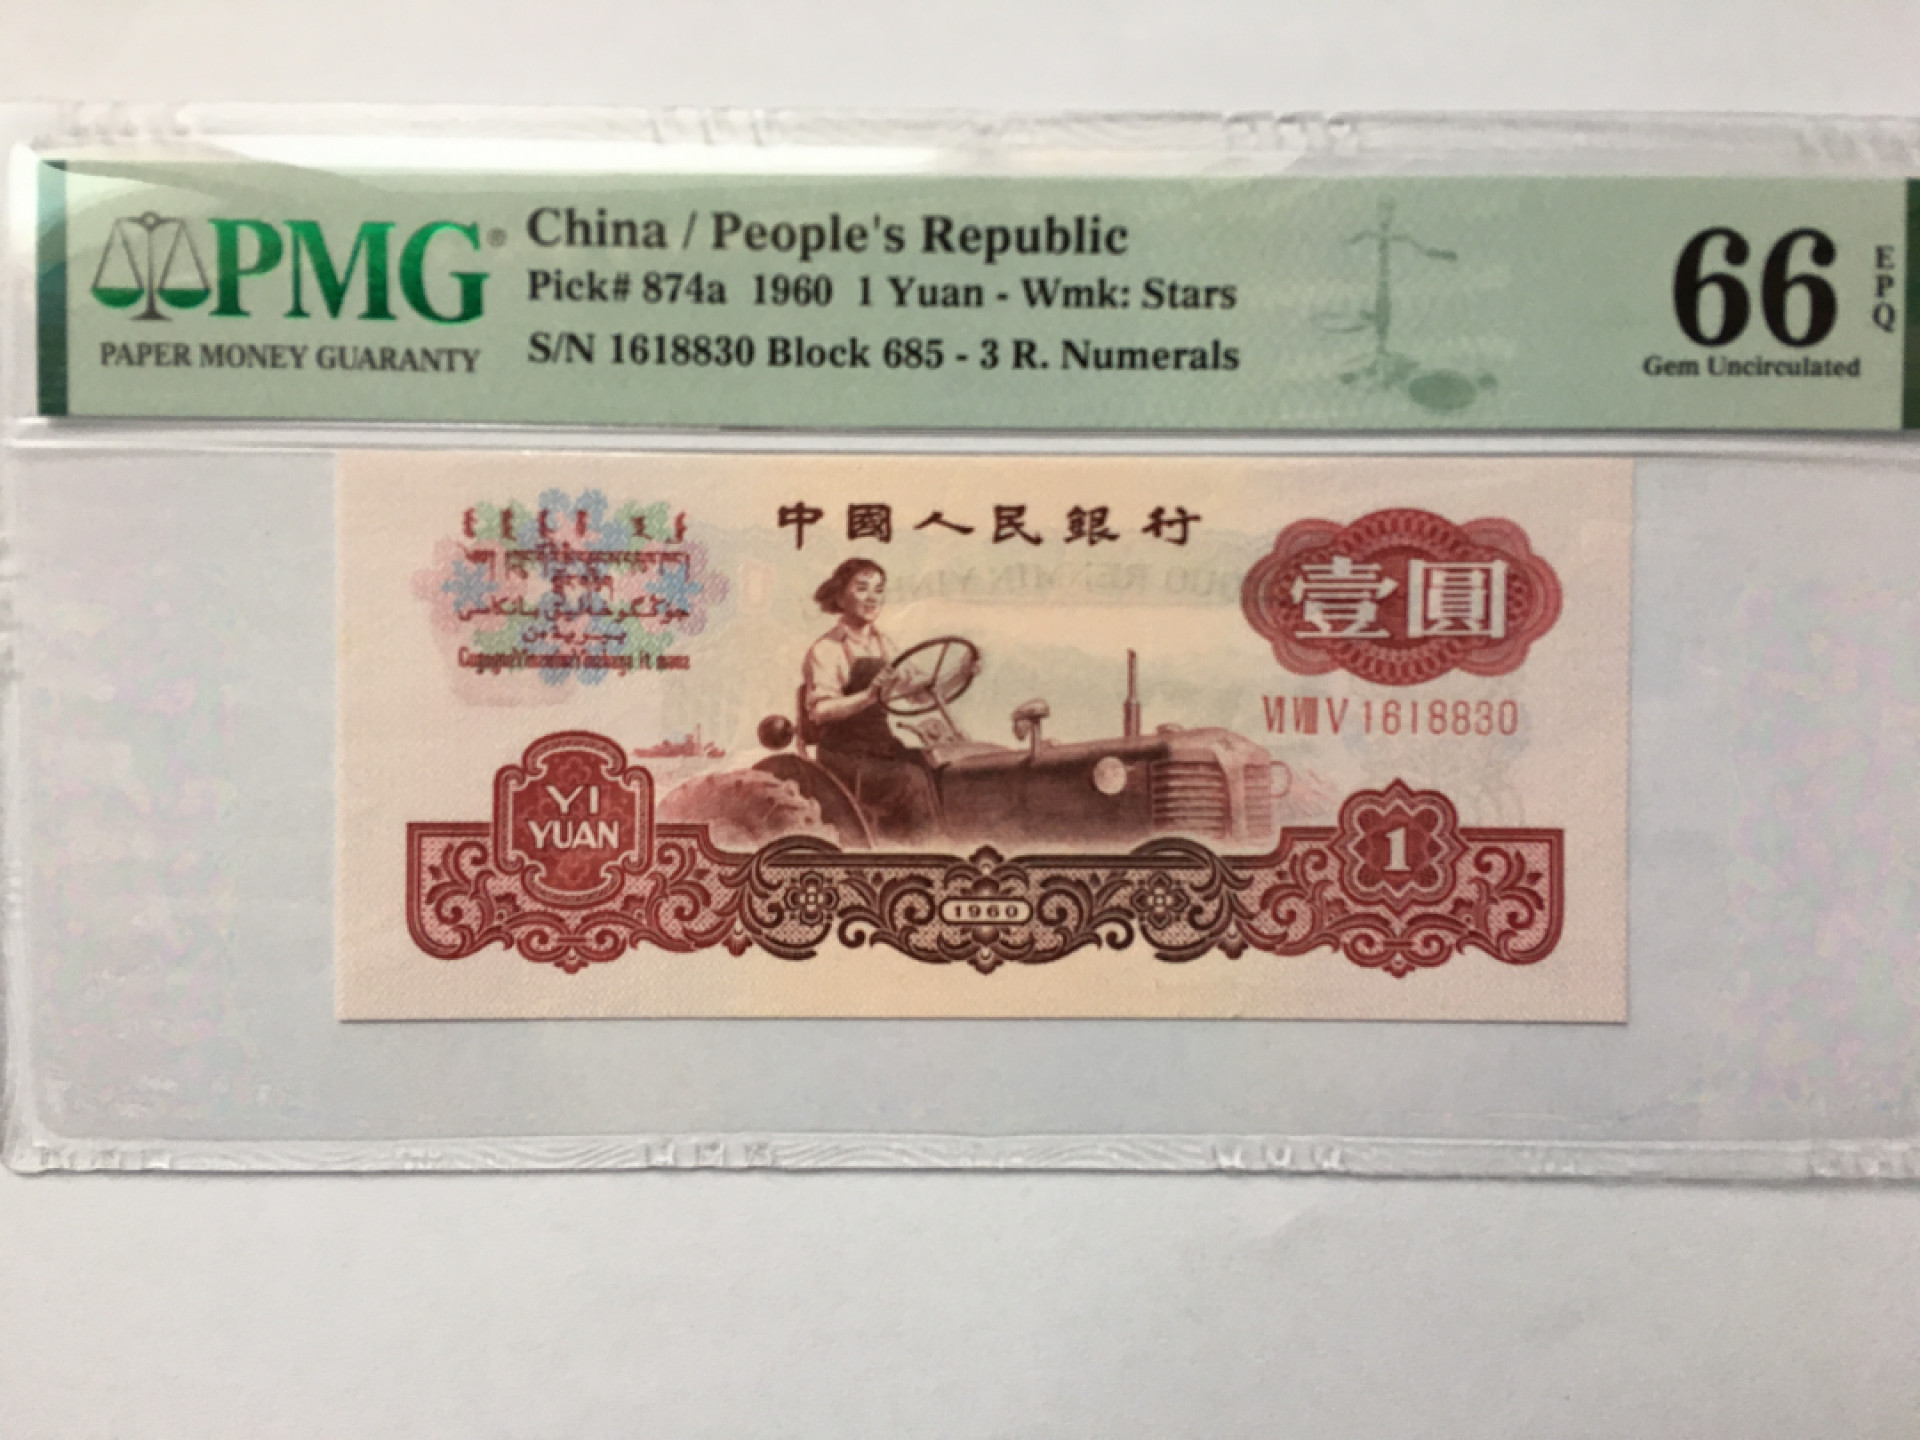 PMG®
PAPER MONEY GUARANTY
China / People's Republic
Pick# 874a 1960 1 Yuan - Wmk: Stars
S/N 1618830 Block 685 - 3 R. Numerals
66
EPQ
Gem Uncirculated
中國人民銀行
壹圓
VI VIII V 1618830
YI
YUAN
1960
1